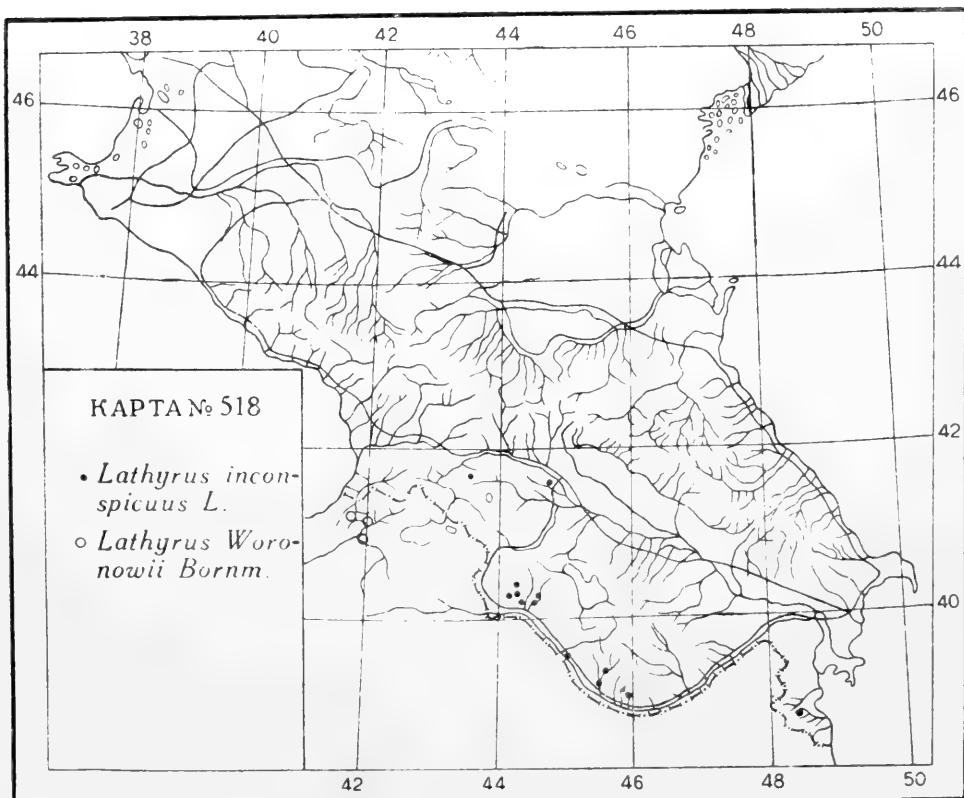 38 40 42 44 46 48 50
46 46
44 44
КАРТА № 518
42
• Lathyrus incon-
spicuus L.
○ Lathyrus Woro-
nowii Bornm.
40
42 44 46 48 50